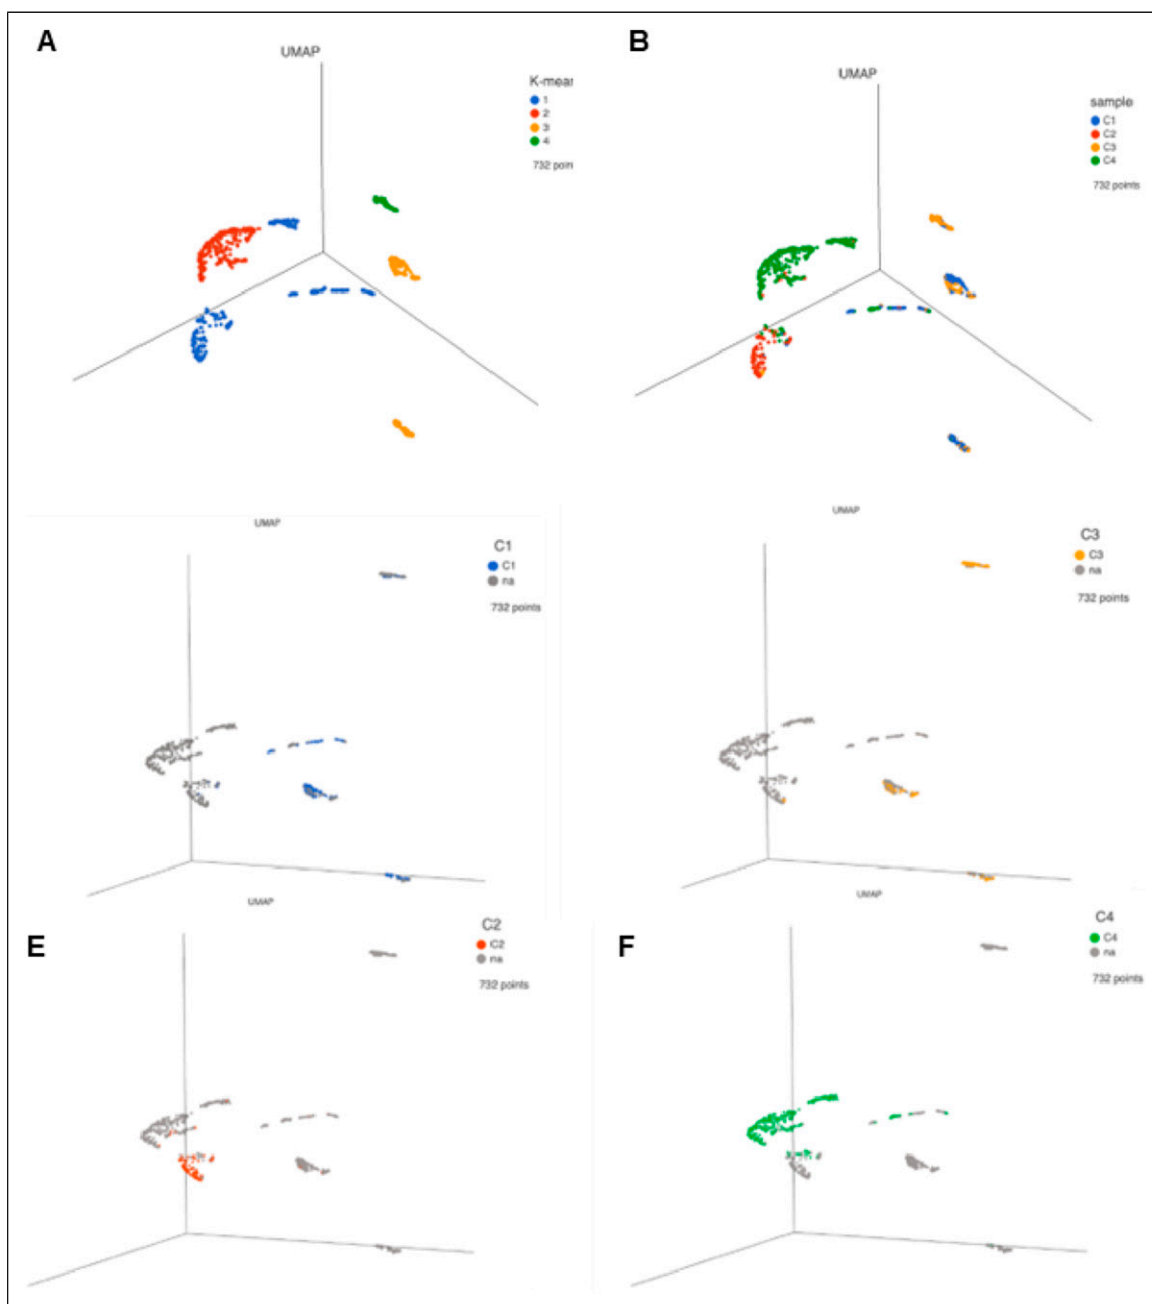 A
UMAP
K-mear
1
2
3
4
732 poin
B
UMAP
sample
C1
C2
C3
C4
732 points
UMAP
C1
C1
na
732 points
UMAP
C3
C3
na
732 points
E
UMAP
C2
C2
na
732 points
F
UMAP
C4
C4
na
732 points